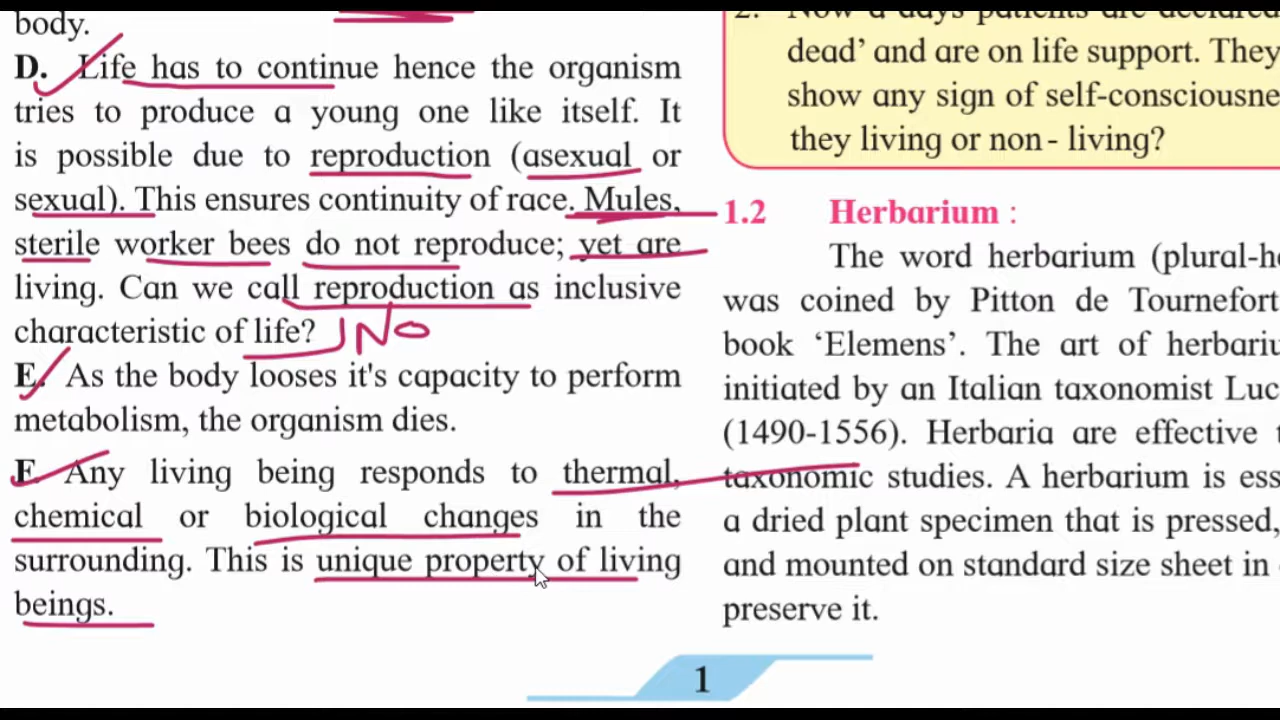 body.
D. Life has to continue hence the organism
tries to produce a young one like itself. It
is possible due to reproduction (asexual or
sexual). This ensures continuity of race. Mules,
sterile worker bees do not reproduce; yet are
living. Can we call reproduction as inclusive
characteristic of life? No
E. As the body looses it's capacity to perform
metabolism, the organism dies.
F. Any living being responds to thermal,
chemical or biological changes in the
surrounding. This is unique property of living
beings.
2. Now a days patients are declared
dead’ and are on life support. They
show any sign of self-consciousne
they living or non - living?
1.2 Herbarium :
The word herbarium (plural-he
was coined by Pitton de Tournefort
book ‘Elemens’. The art of herbariu
initiated by an Italian taxonomist Luc
(1490-1556). Herbaria are effective t
taxonomic studies. A herbarium is ess
a dried plant specimen that is pressed,
and mounted on standard size sheet in
preserve it.
1